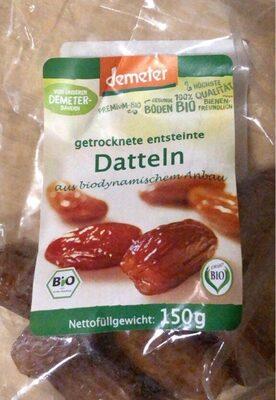 demeter
VON UNSEREN
DEMETER-
BAUERN
PREMIUM-BIO
GESUNDE
BÖDEN
100%
BIO
HÖCHSTE
QUALITÄT
BIENEN-
FREUNDLICH
getrocknete entsteinte
Datteln
aus biodynamischem Anbau
BIO
BIO
Nettofüllgewicht: 150g